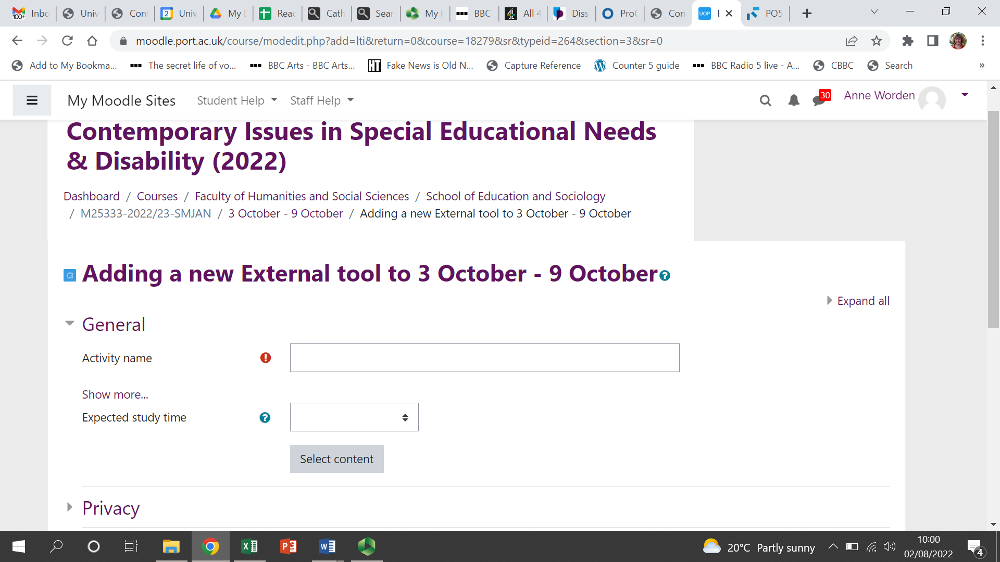 Inbo Univ Cont Univ My D Read Cath Sear My F BBC All 4 Diss ProQ Con UOP PO5
moodle.port.ac.uk/course/modedit.php?add=lti&return=0&course=18279&sr&typeid=264&section=3&sr=0
Add to My Bookma... The secret life of vo... BBC Arts - BBC Arts... Fake News is Old N... Capture Reference Counter 5 guide BBC Radio 5 live - A... CBBC Search »
My Moodle Sites Student Help Staff Help 30 Anne Worden
Contemporary Issues in Special Educational Needs
& Disability (2022)
Dashboard / Courses / Faculty of Humanities and Social Sciences / School of Education and Sociology
/ M25333-2022/23-SMJAN / 3 October - 9 October / Adding a new External tool to 3 October - 9 October
Adding a new External tool to 3 October - 9 October
Expand all
General
Activity name
Show more...
Expected study time
Select content
Privacy
20°C Partly sunny
10:00
02/08/2022
4